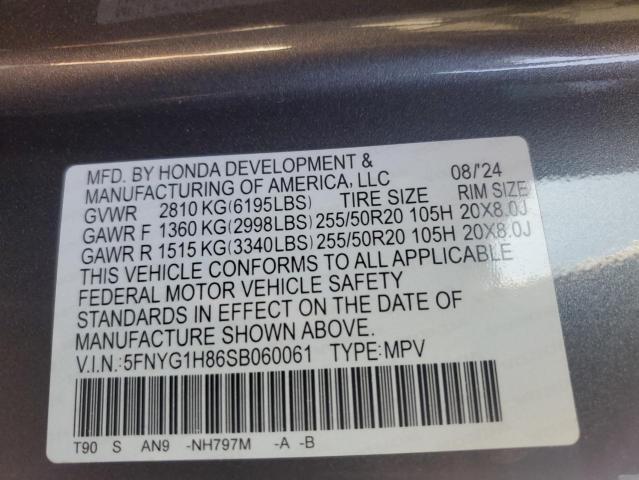 MFD. BY HONDA DEVELOPMENT &
MANUFACTURING OF AMERICA, LLC 08/'24
GVWR 2810 KG(6195LBS) TIRE SIZE RIM SIZE
GAWR F 1360 KG(2998LBS) 255/50R20 105H 20X8.0J
GAWR R 1515 KG(3340LBS) 255/50R20 105H 20X8.0J
THIS VEHICLE CONFORMS TO ALL APPLICABLE
FEDERAL MOTOR VEHICLE SAFETY
STANDARDS IN EFFECT ON THE DATE OF
MANUFACTURE SHOWN ABOVE.
V.I.N.:5FNYG1H86SB060061 TYPE:MPV
T90 S AN9 -NH797M -A -B